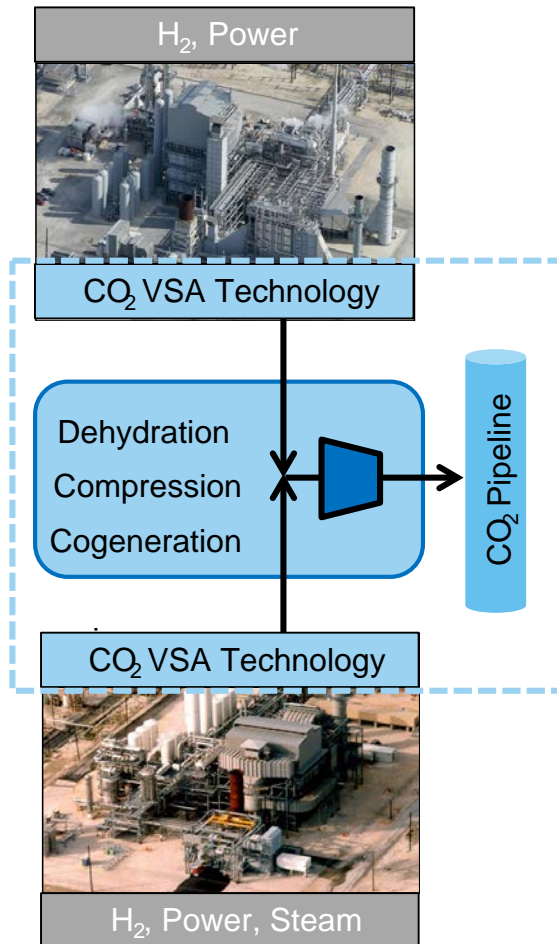 H₂, Power
CO₂ VSA Technology
Dehydration
Compression
Cogeneration
CO₂ Pipeline
CO₂ VSA Technology
H₂, Power, Steam